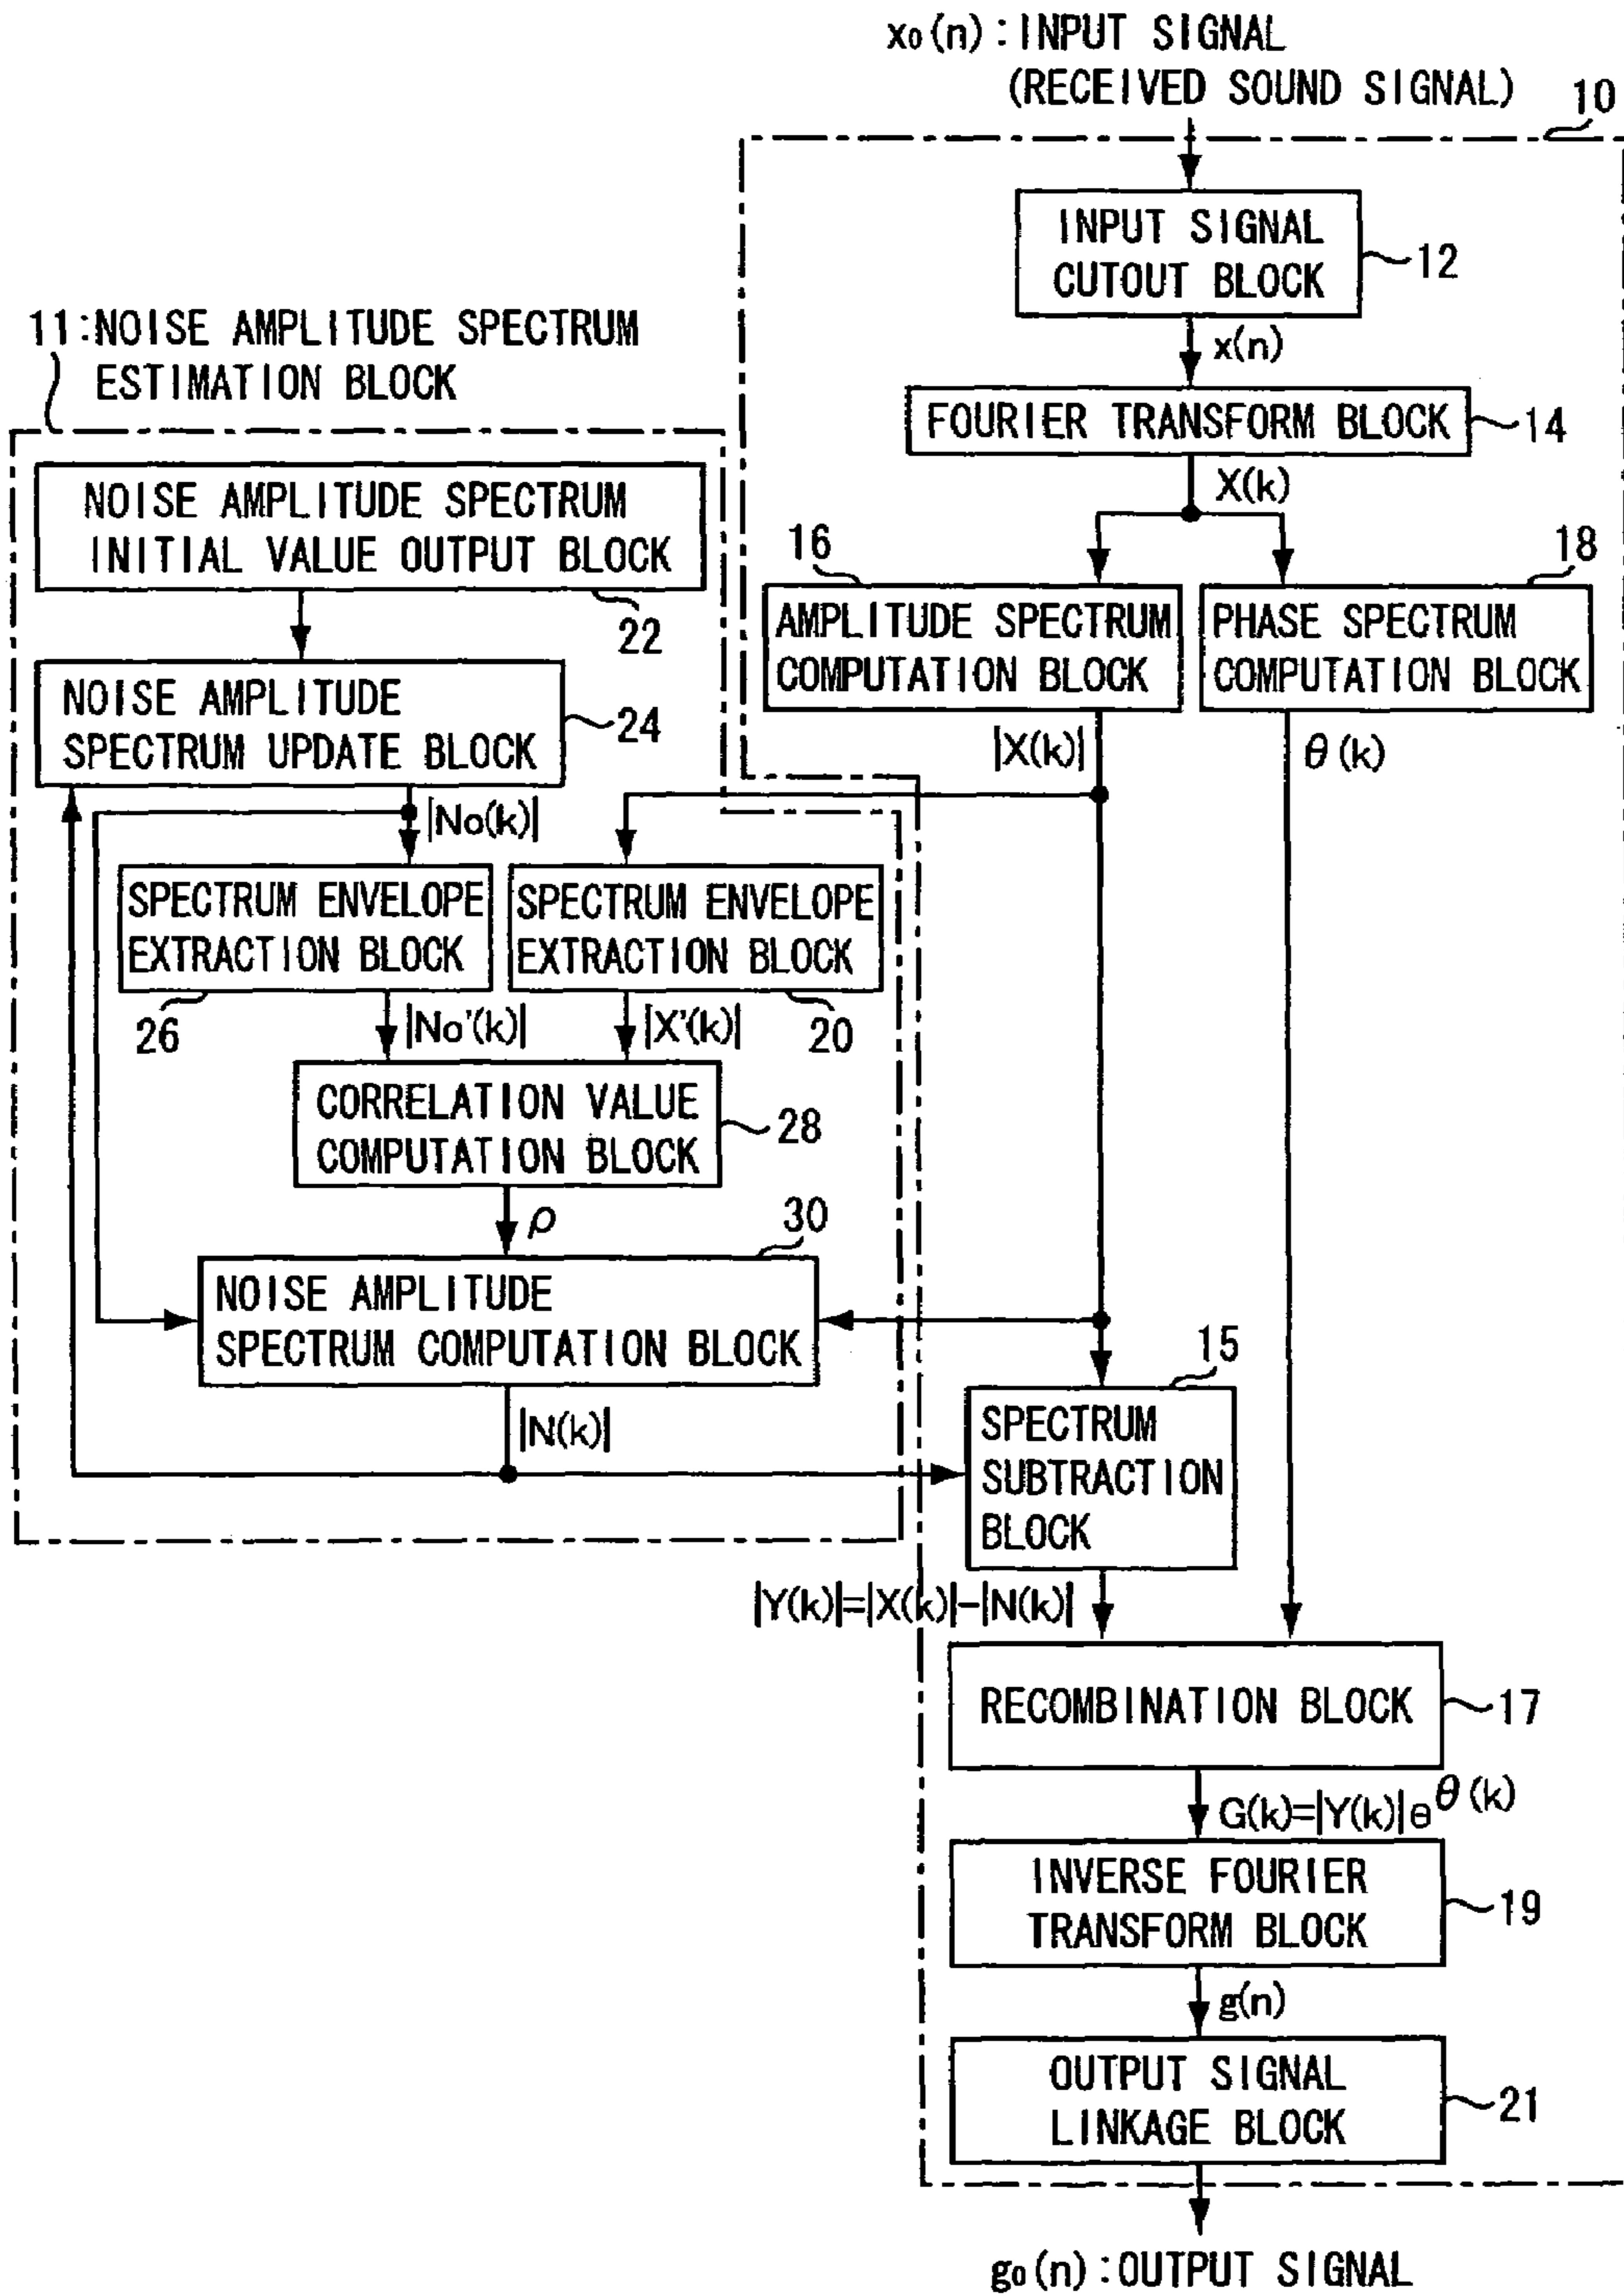 x₀(n):INPUT SIGNAL
(RECEIVED SOUND SIGNAL)
10
INPUT SIGNAL
CUTOUT BLOCK
12
x(n)
11:NOISE AMPLITUDE SPECTRUM
ESTIMATION BLOCK
FOURIER TRANSFORM BLOCK
14
X(k)
NOISE AMPLITUDE SPECTRUM
INITIAL VALUE OUTPUT BLOCK
22
16
18
AMPLITUDE SPECTRUM
COMPUTATION BLOCK
PHASE SPECTRUM
COMPUTATION BLOCK
NOISE AMPLITUDE
SPECTRUM UPDATE BLOCK
24
|X(k)|
θ(k)
|No(k)|
SPECTRUM ENVELOPE
EXTRACTION BLOCK
26
SPECTRUM ENVELOPE
EXTRACTION BLOCK
20
|No'(k)|
|X'(k)|
CORRELATION VALUE
COMPUTATION BLOCK
28
ρ
30
NOISE AMPLITUDE
SPECTRUM COMPUTATION BLOCK
|N(k)|
15
SPECTRUM
SUBTRACTION
BLOCK
|Y(k)|=|X(k)|-|N(k)|
RECOMBINATION BLOCK
17
G(k)=|Y(k)|e^θ(k)
INVERSE FOURIER
TRANSFORM BLOCK
19
g(n)
OUTPUT SIGNAL
LINKAGE BLOCK
21
g₀(n):OUTPUT SIGNAL